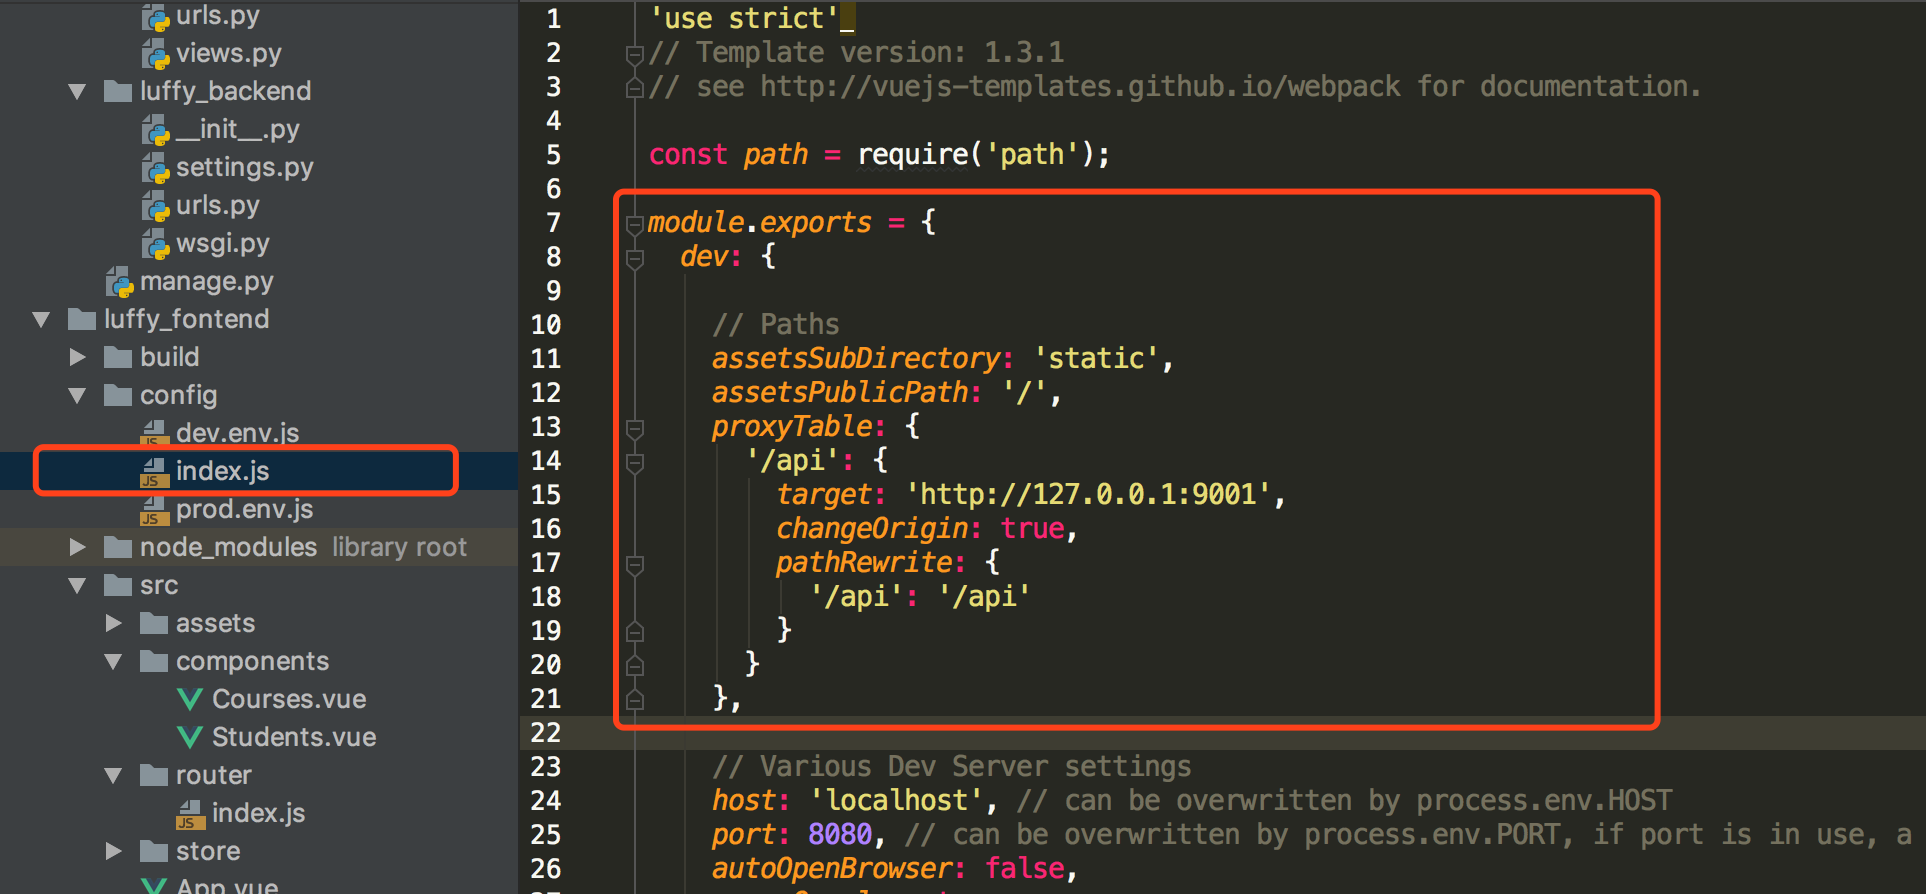 urls.py
views.py
luffy_backend
__init__.py
settings.py
urls.py
wsgi.py
manage.py
luffy_fontend
build
config
dev.env.js
JS
index.js
JS
prod.env.js
JS
node_modules library root
src
assets
components
Courses.vue
Students.vue
router
index.js
JS
store
App.vue
1 'use strict'
2 // Template version: 1.3.1
3 // see http://vuejs-templates.github.io/webpack for documentation.
4
5 const path = require('path');
6
7 module.exports = {
8 dev: {
9
10 // Paths
11 assetsSubDirectory: 'static',
12 assetsPublicPath: '/',
13 proxyTable: {
14 '/api': {
15 target: 'http://127.0.0.1:9001',
16 changeOrigin: true,
17 pathRewrite: {
18 '/api': '/api'
19 }
20 }
21 },
22
23 // Various Dev Server settings
24 host: 'localhost', // can be overwritten by process.env.HOST
25 port: 8080, // can be overwritten by process.env.PORT, if port is in use, a
26 autoOpenBrowser: false,